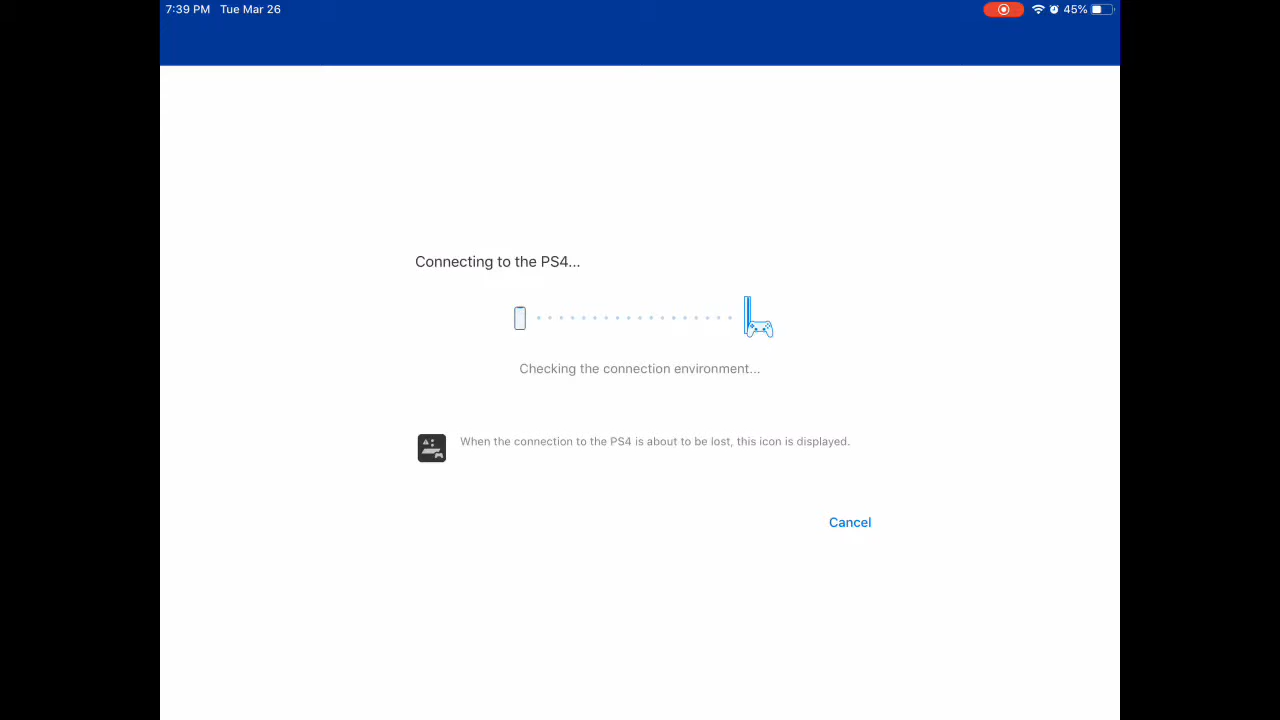 7:39 PM Tue Mar 26 45%
Connecting to the PS4...
Checking the connection environment...
When the connection to the PS4 is about to be lost, this icon is displayed.
Cancel